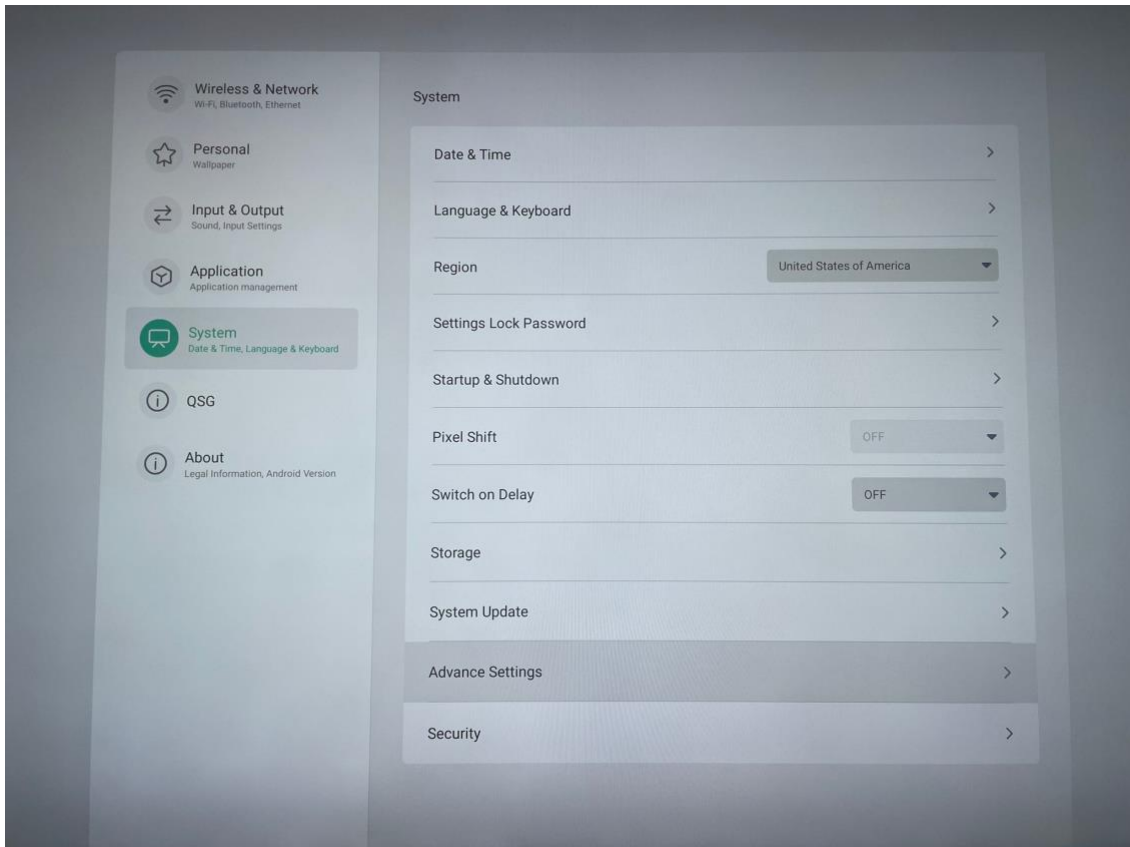 Wireless & Network
Wi-Fi, Bluetooth, Ethernet
Personal
Wallpaper
Input & Output
Sound, Input Settings
Application
Application management
System
Date & Time, Language & Keyboard
QSG
About
Legal Information, Android Version
System
Date & Time
Language & Keyboard
Region
United States of America
Settings Lock Password
Startup & Shutdown
Pixel Shift
OFF
Switch on Delay
OFF
Storage
System Update
Advance Settings
Security